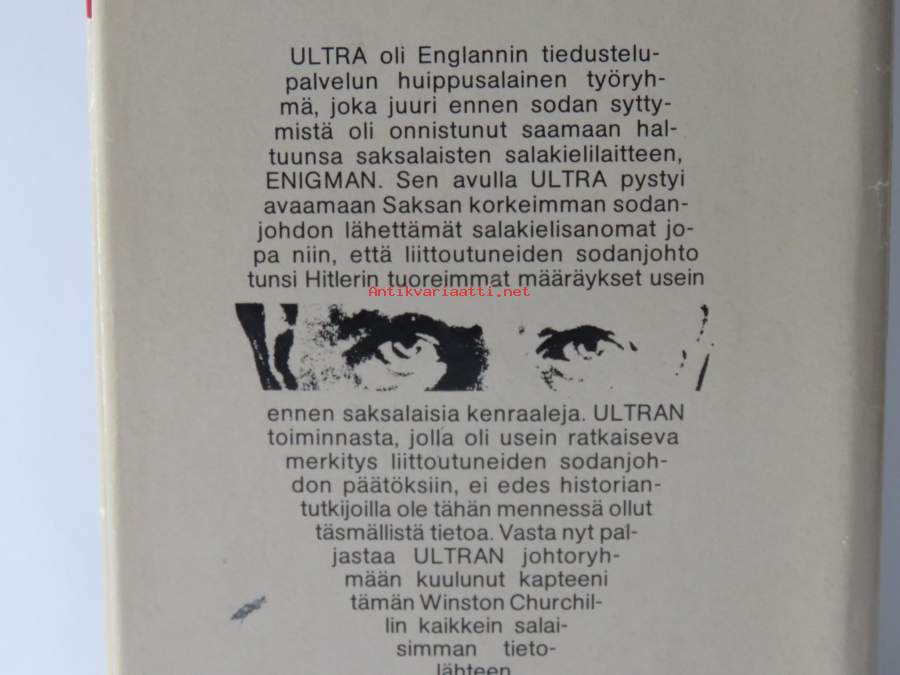 ULTRA oli Englannin tiedustelu-
palvelun huippusalainen työryh-
mä, joka juuri ennen sodan sytty-
mistä oli onnistunut saamaan hal-
tuunsa saksalaisten salakielilaitteen,
ENIGMAN. Sen avulla ULTRA pystyi
avaamaan Saksan korkeimman sodan-
johdon lähettämät salakielisanomat jo-
pa niin, että liittoutuneiden sodanjohto
tunsi Hitlerin tuoreimmat määräykset usein
Antikvariaatti.net
ennen saksalaisia kenraaleja. ULTRAN
toiminnasta, jolla oli usein ratkaiseva
merkitys liittoutuneiden sodanjoh-
don päätöksiin, ei edes historian-
tutkijoilla ole tähän mennessä ollut
täsmällistä tietoa. Vasta nyt pal-
jastaa ULTRAN johtoryh-
mään kuulunut kapteeni
tämän Winston Churchil-
lin kaikkein salai-
simman tieto-
lähteen